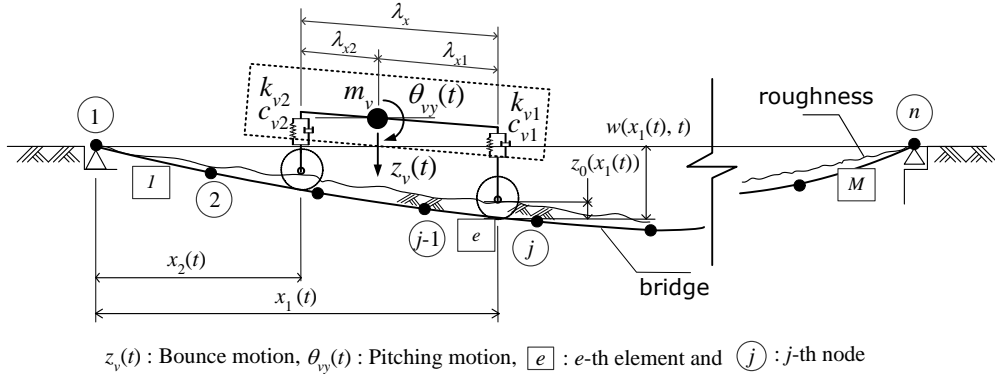 λx
λx2
λx1
kv2
cv2
mv
θvy(t)
kv1
cv1
roughness
1
n
w(x1(t), t)
z0(x1(t))
zv(t)
1
2
M
j-1
e
j
x2(t)
bridge
x1(t)
zv(t) : Bounce motion, θvy(t) : Pitching motion, e : e-th element and j : j-th node